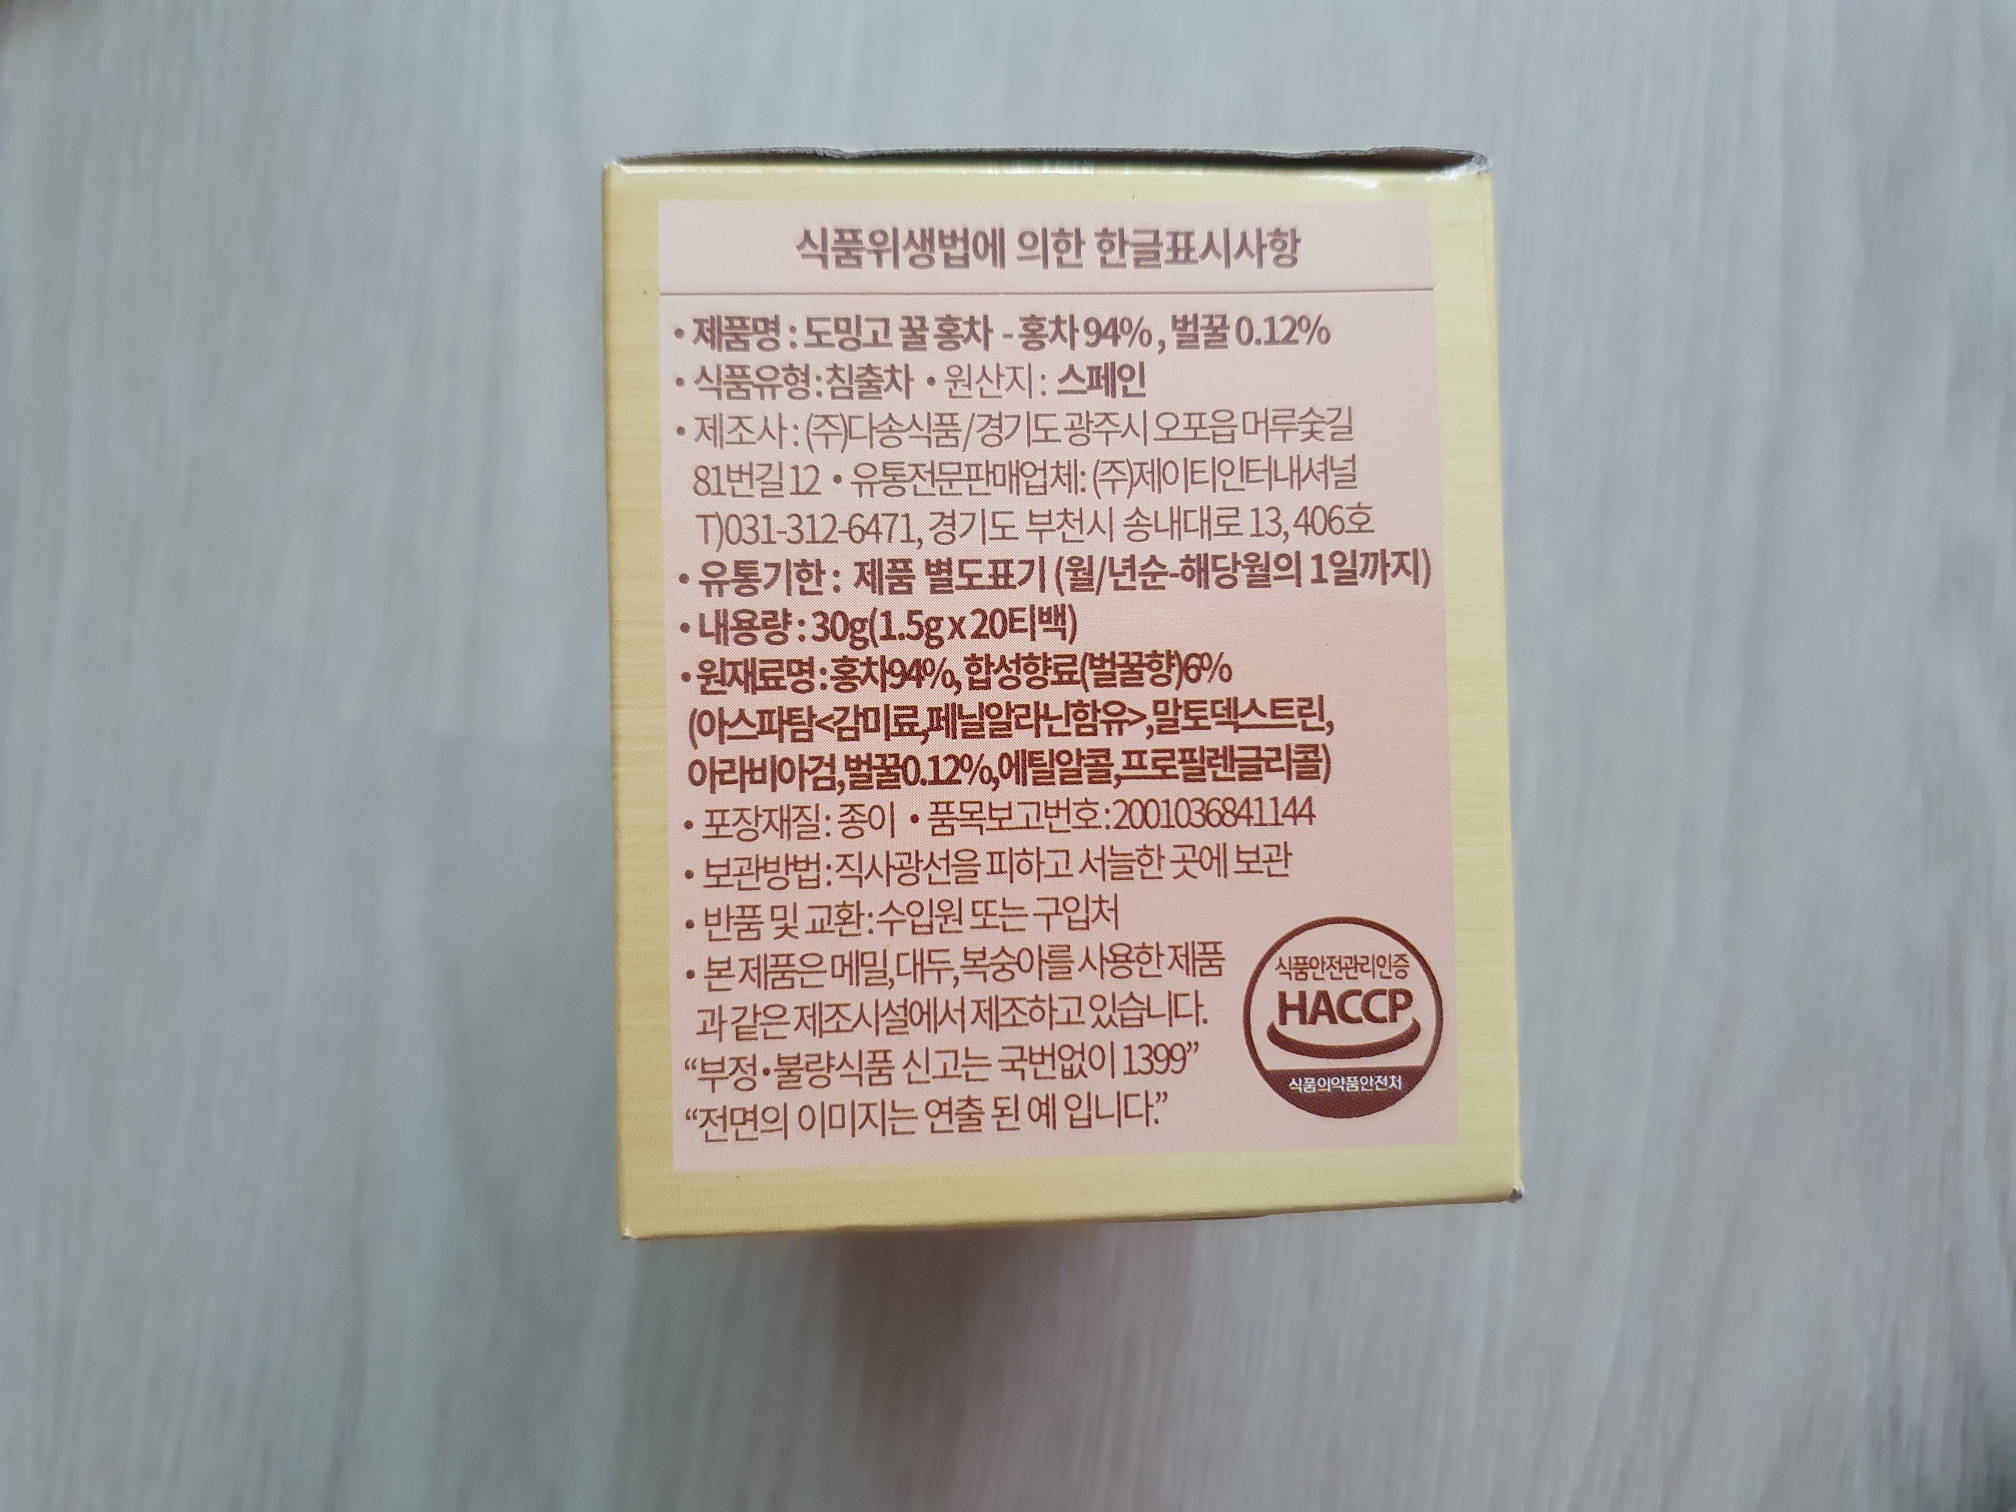 식품위생법에 의한 한글표시사항
• 제품명 : 도밍고 꿀 홍차 - 홍차 94% , 벌꿀 0.12%
• 식품유형 : 침출차 • 원산지 : 스페인
• 제조사 : (주)다송식품/경기도 광주시 오포읍 머루숯길
81번길 12 • 유통전문판매업체: (주)제이티인터내셔널
T)031-312-6471, 경기도 부천시 송내대로 13, 406호
• 유통기한 : 제품 별도표기 (월/년순-해당월의 1일까지)
• 내용량 : 30g(1.5g x 20티백)
• 원재료명 : 홍차94%, 합성향료(벌꿀향)6%
(아스파탐<감미료,페닐알라닌함유>,말토덱스트린,
아라비아검,벌꿀0.12%,에틸알콜,프로필렌글리콜)
• 포장재질 : 종이 • 품목보고번호 : 2001036841144
• 보관방법 : 직사광선을 피하고 서늘한 곳에 보관
• 반품 및 교환 : 수입원 또는 구입처
• 본 제품은 메밀, 대두, 복숭아를 사용한 제품
과 같은 제조시설에서 제조하고 있습니다.
“부정•불량식품 신고는 국번없이 1399”
“전면의 이미지는 연출 된 예 입니다.”
식품안전관리인증
HACCP
식품의약품안전처